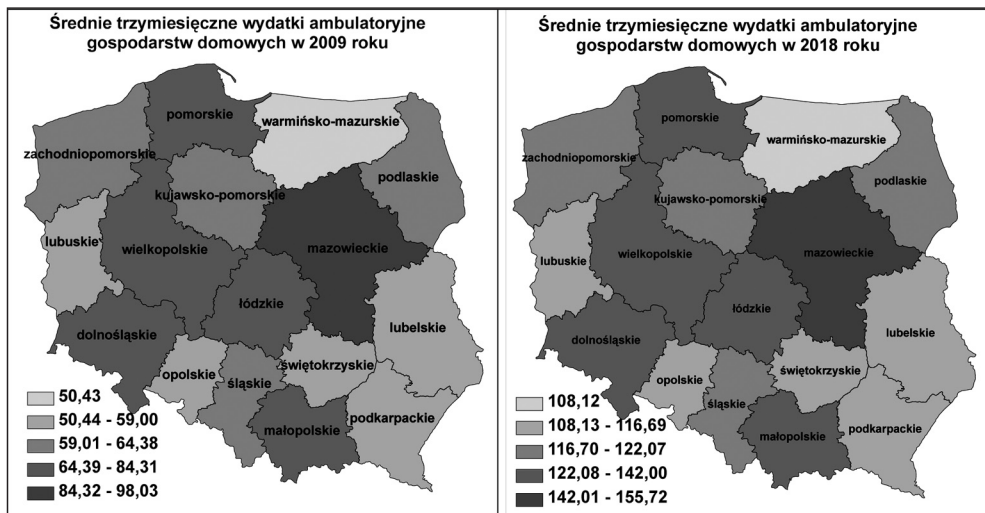 Średnie trzymiesięczne wydatki ambulatoryjne
gospodarstw domowych w 2009 roku
pomorskie
warmińsko-mazurskie
zachodniopomorskie
podlaskie
kujawsko-pomorskie
lubuskie
wielkopolskie
mazowieckie
łódzkie
dolnośląskie
lubelskie
opolskie
świętokrzyskie
śląskie
podkarpackie
małopolskie
50,43
50,44 - 59,00
59,01 - 64,38
64,39 - 84,31
84,32 - 98,03
Średnie trzymiesięczne wydatki ambulatoryjne
gospodarstw domowych w 2018 roku
pomorskie
warmińsko-mazurskie
zachodniopomorskie
podlaskie
kujawsko-pomorskie
mazowieckie
wielkopolskie
lubuskie
łódzkie
dolnośląskie
lubelskie
świętokrzyskie
opolskie
śląskie
podkarpackie
małopolskie
108,12
108,13 - 116,69
116,70 - 122,07
122,08 - 142,00
142,01 - 155,72